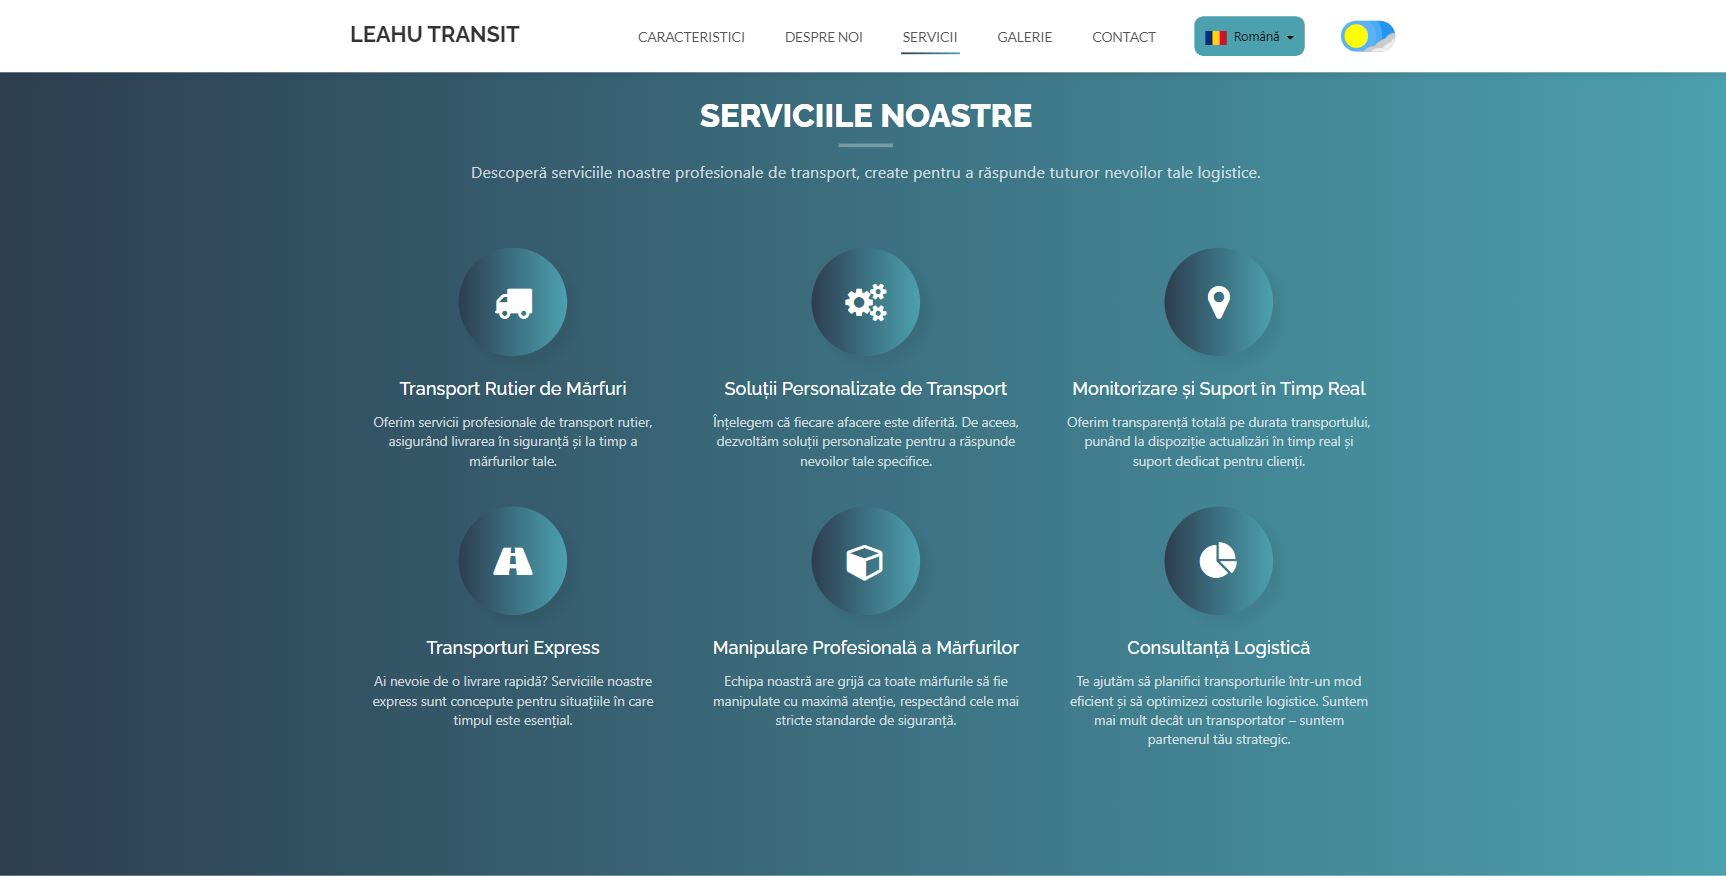 LEAHU TRANSIT
CARACTERISTICI
DESPRE NOI
SERVICII
GALERIE
CONTACT
Română
SERVICIILE NOASTRE
Descoperă serviciile noastre profesionale de transport, create pentru a răspunde tuturor nevoilor tale logistice.
Transport Rutier de Mărfuri
Oferim servicii profesionale de transport rutier,
asigurând livrarea în siguranță și la timp a
mărfurilor tale.
Soluții Personalizate de Transport
Înțelegem că fiecare afacere este diferită. De aceea,
dezvoltăm soluții personalizate pentru a răspunde
nevoilor tale specifice.
Monitorizare și Suport în Timp Real
Oferim transparență totală pe durata transportului,
punând la dispoziție actualizări în timp real și
suport dedicat pentru clienți.
Transporturi Express
Ai nevoie de o livrare rapidă? Serviciile noastre
express sunt concepute pentru situațiile în care
timpul este esențial.
Manipulare Profesională a Mărfurilor
Echipa noastră are grijă ca toate mărfurile să fie
manipulate cu maximă atenție, respectând cele mai
stricte standarde de siguranță.
Consultanță Logistică
Te ajutăm să planifici transporturile într-un mod
eficient și să optimizezi costurile logistice. Suntem
mai mult decât un transportator – suntem
partenerul tău strategic.